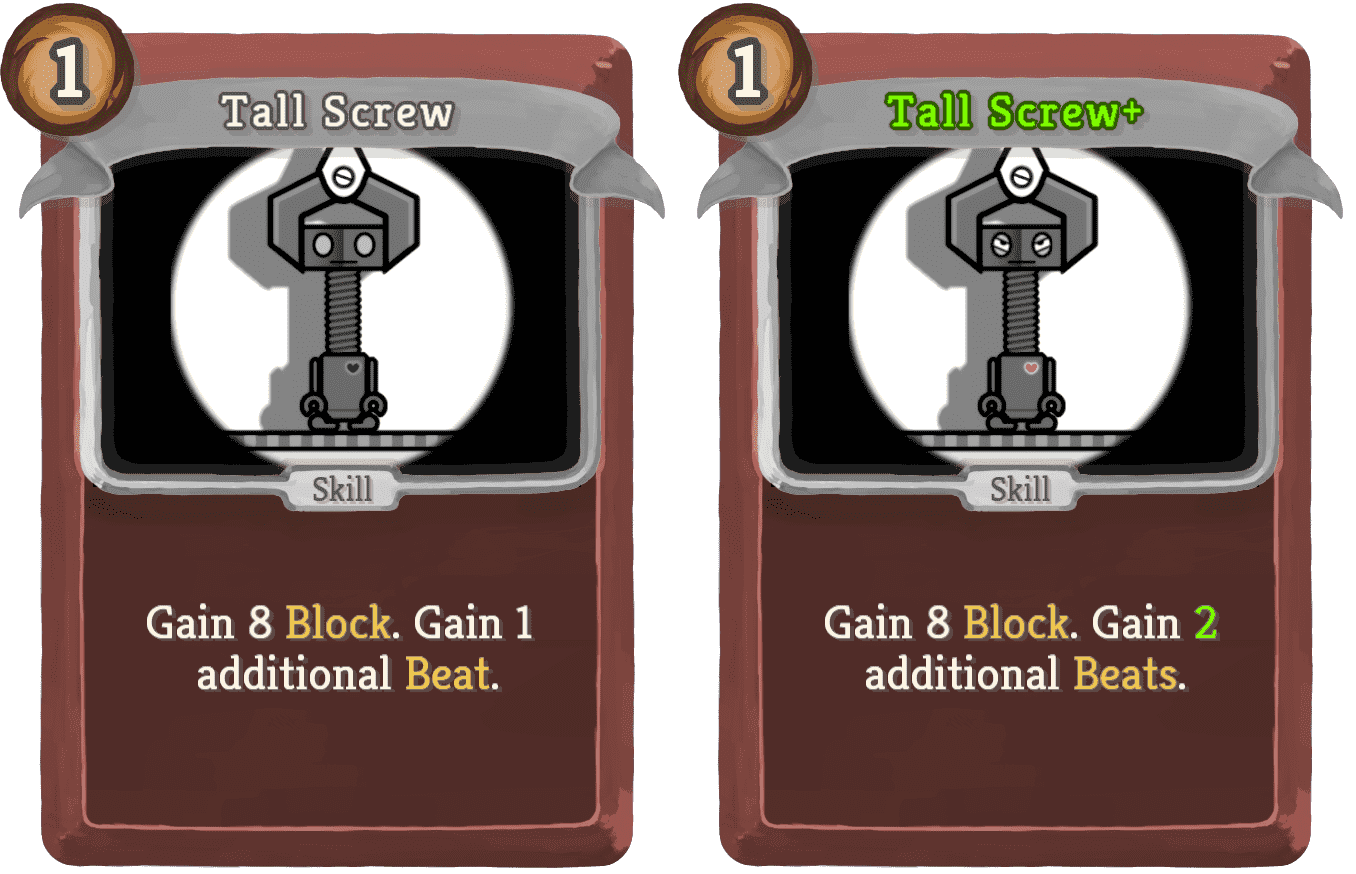 1
Tall Screw
Skill
Gain 8 Block. Gain 1
additional Beat.
1
Tall Screw+
Skill
Gain 8 Block. Gain 2
additional Beats.